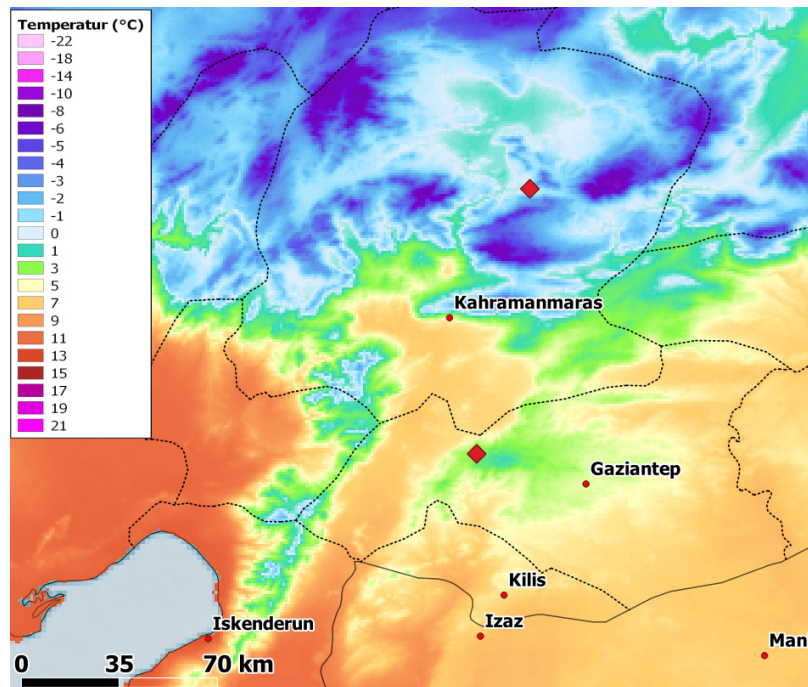 Temperatur (°C)
-22
-18
-14
-10
-8
-6
-5
-4
-3
-2
-1
0
1
3
5
7
9
11
13
15
17
19
21
Kahramanmaras
Gaziantep
Kilis
Izaz
Iskenderun
Man
0 35 70 km